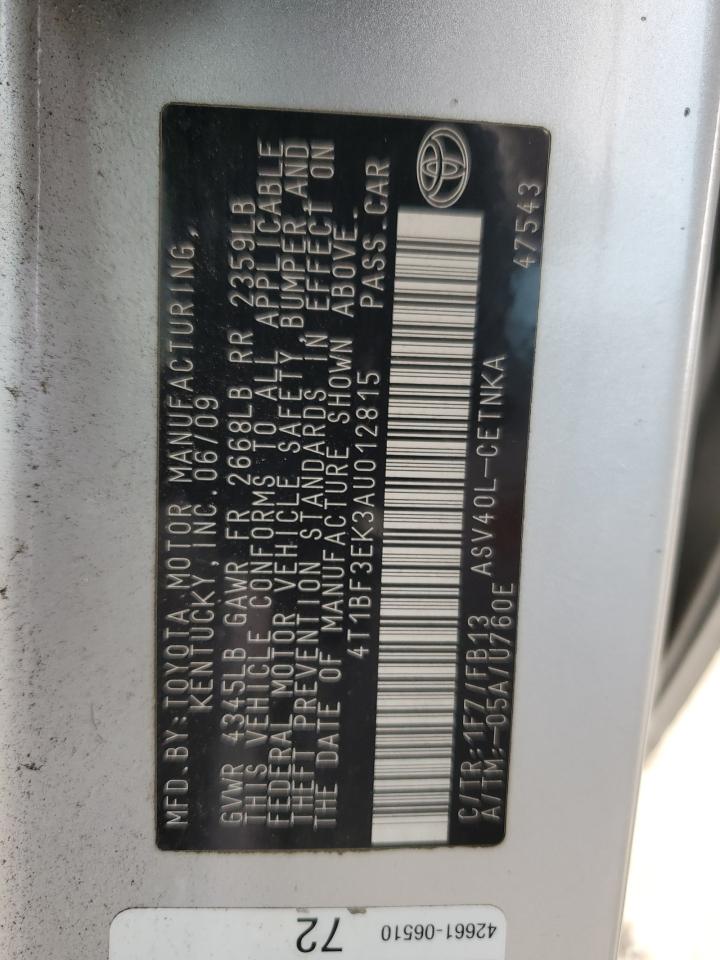 MFD.BY:TOYOTA MOTOR MANUFACTURING,
KENTUCKY,INC.06/09
GVWR 4345LB GAWR FR 2668LB RR 2359LB
THIS VEHICLE CONFORMS TO ALL APPLICABLE
FEDERAL MOTOR VEHICLE SAFETY, BUMPER,AND
THEFT PREVENTION STANDARDS IN EFFECT ON
THE DATE OF MANUFACTURE SHOWN ABOVE.
4T1BF3EK3AU012815 PASS.CAR
C/TR:1F7/FB13 ASV40L-CETNKA
A/TM:-05A/U760E 47543
72 42661-06510